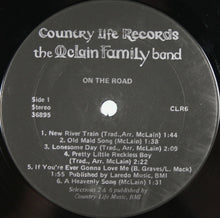 Country Life Records
the McLain Family band
ON THE ROAD
Side 1
Stereo
36895
CLR6
1. New River Train (Trad., Arr. McLain) 1:44
2. Old Maid Song (McLain) 1:38
3. Lonesome Day (Trad., Arr. McLain) 2:15
4. Pretty Little Reckless Boy
(Trad., Arr. McLain) 2:22
5. If You're Ever Gonna Love Me (B. Graves/L. Mack)
1:55 Published by Laredo Music, BMI
6. A Heavenly Song (McLain) 1:31
Selections 2 & 6 published by
Country Life Music, BMI